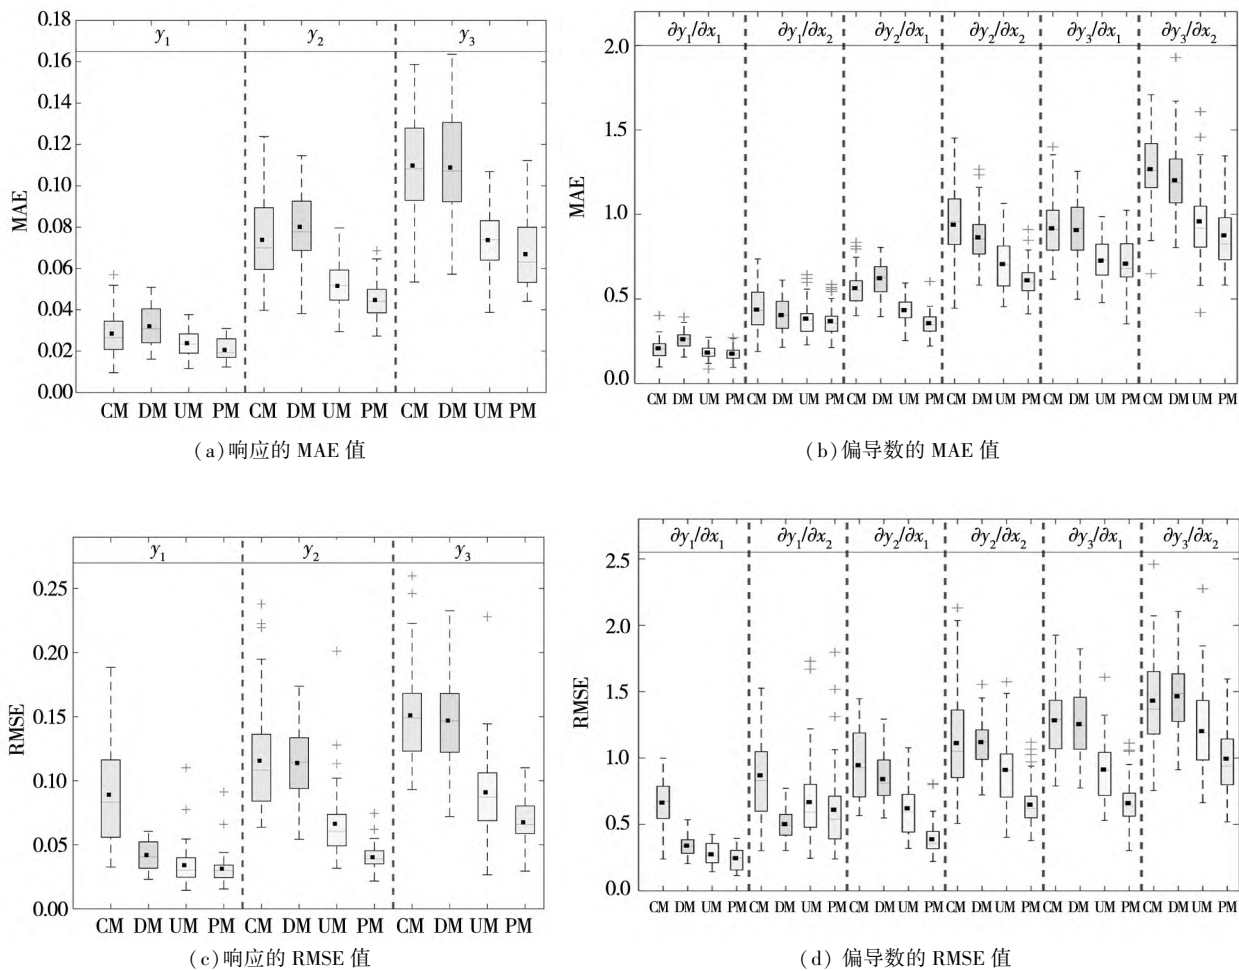 y1 y2 y3
0.18
0.16
0.14
0.12
0.10
0.08
0.06
0.04
0.02
0.00
MAE
CM DM UM PM CM DM UM PM CM DM UM PM
(a)响应的 MAE 值
∂y1/∂x1 ∂y1/∂x2 ∂y2/∂x1 ∂y2/∂x2 ∂y3/∂x1 ∂y3/∂x2
2.0
1.5
1.0
0.5
0.0
MAE
CM DM UM PM CM DM UM PM CM DM UM PM CM DM UM PM CM DM UM PM CM DM UM PM
(b)偏导数的 MAE 值
y1 y2 y3
0.25
0.20
0.15
0.10
0.05
0.00
RMSE
CM DM UM PM CM DM UM PM CM DM UM PM
(c)响应的 RMSE 值
∂y1/∂x1 ∂y1/∂x2 ∂y2/∂x1 ∂y2/∂x2 ∂y3/∂x1 ∂y3/∂x2
2.5
2.0
1.5
1.0
0.5
0.0
RMSE
CM DM UM PM CM DM UM PM CM DM UM PM CM DM UM PM CM DM UM PM CM DM UM PM
(d) 偏导数的 RMSE 值